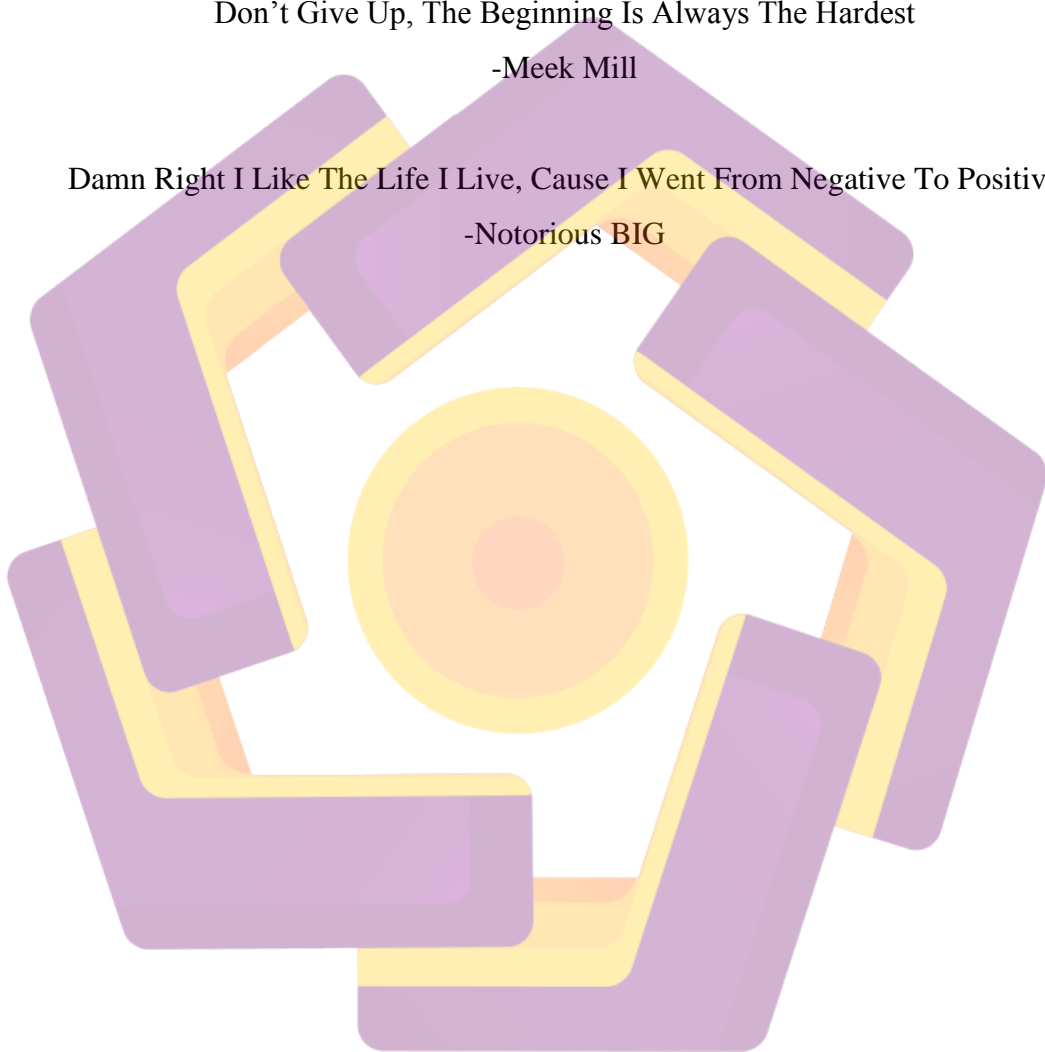 Don’t Give Up, The Beginning Is Always The Hardest
-Meek Mill
Damn Right I Like The Life I Live, Cause I Went From Negative To Positiv
-Notorious BIG